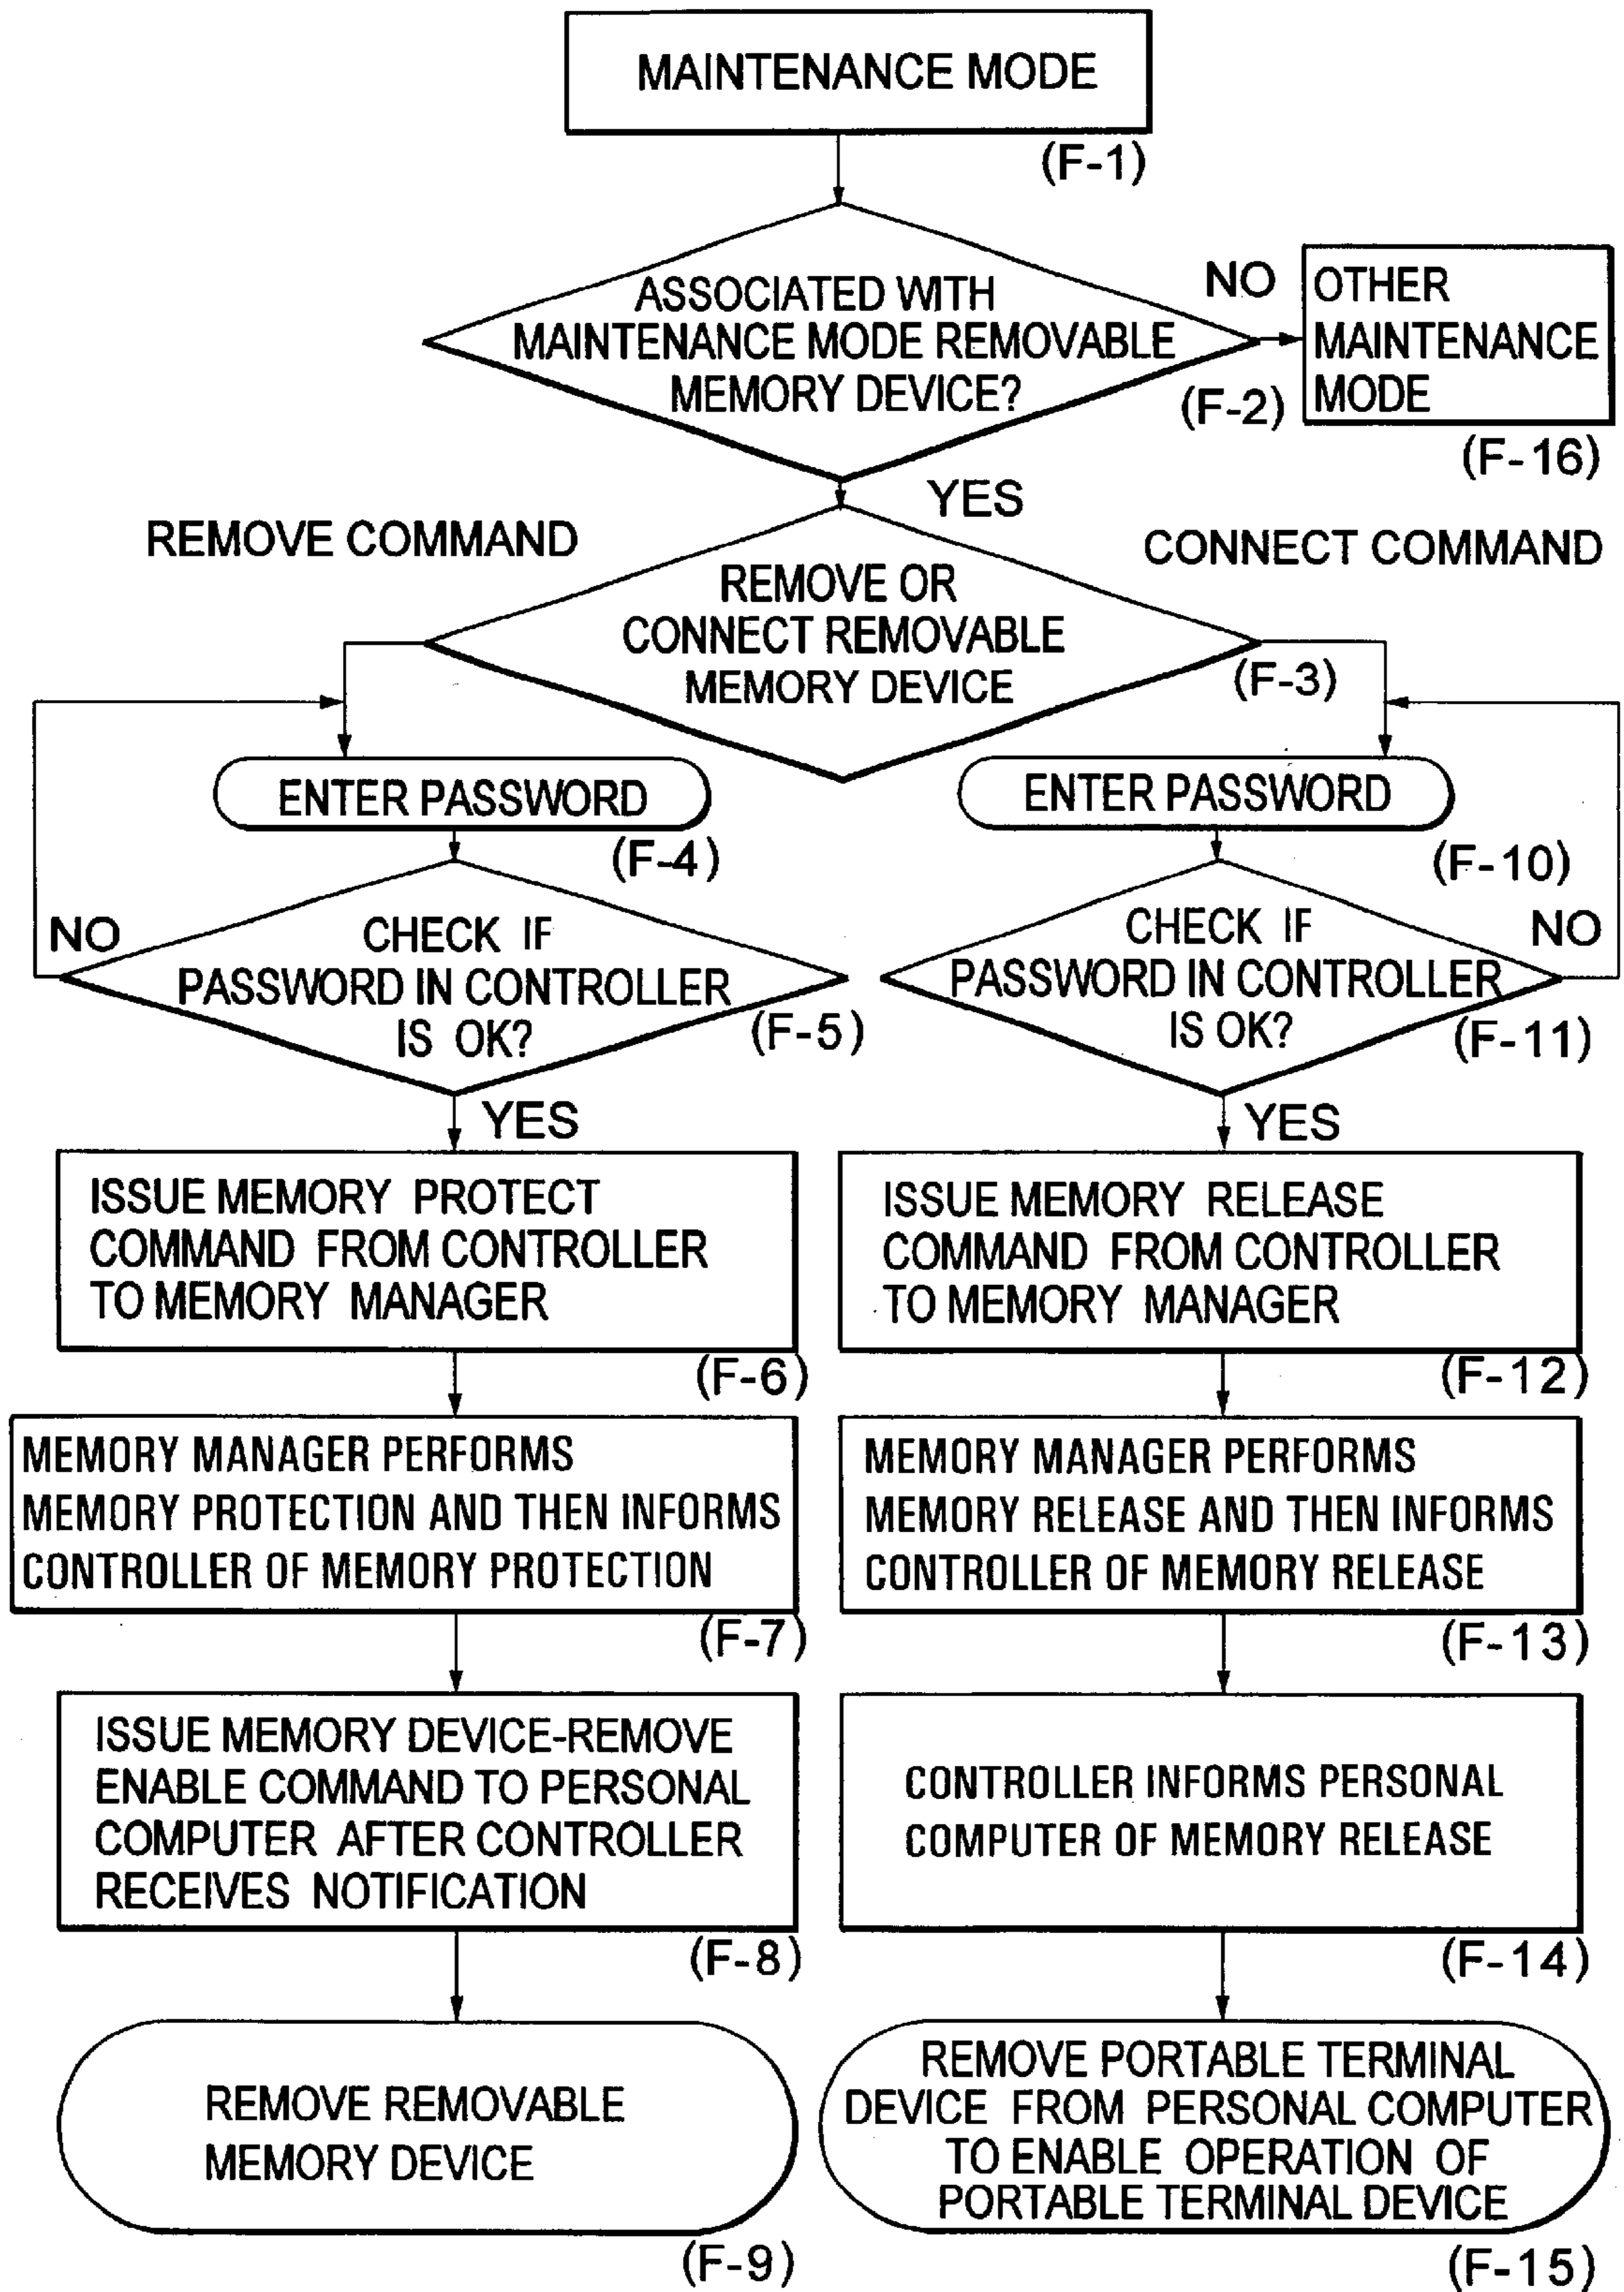 MAINTENANCE MODE
(F-1)
ASSOCIATED WITH
MAINTENANCE MODE REMOVABLE
MEMORY DEVICE?
(F-2)
NO
OTHER
MAINTENANCE
MODE
(F-16)
YES
REMOVE COMMAND
CONNECT COMMAND
REMOVE OR
CONNECT REMOVABLE
MEMORY DEVICE
(F-3)
ENTER PASSWORD
(F-4)
NO
CHECK IF
PASSWORD IN CONTROLLER
IS OK?
(F-5)
YES
ISSUE MEMORY PROTECT
COMMAND FROM CONTROLLER
TO MEMORY MANAGER
(F-6)
MEMORY MANAGER PERFORMS
MEMORY PROTECTION AND THEN INFORMS
CONTROLLER OF MEMORY PROTECTION
(F-7)
ISSUE MEMORY DEVICE-REMOVE
ENABLE COMMAND TO PERSONAL
COMPUTER AFTER CONTROLLER
RECEIVES NOTIFICATION
(F-8)
REMOVE REMOVABLE
MEMORY DEVICE
(F-9)
ENTER PASSWORD
(F-10)
CHECK IF
PASSWORD IN CONTROLLER
IS OK?
(F-11)
NO
YES
ISSUE MEMORY RELEASE
COMMAND FROM CONTROLLER
TO MEMORY MANAGER
(F-12)
MEMORY MANAGER PERFORMS
MEMORY RELEASE AND THEN INFORMS
CONTROLLER OF MEMORY RELEASE
(F-13)
CONTROLLER INFORMS PERSONAL
COMPUTER OF MEMORY RELEASE
(F-14)
REMOVE PORTABLE TERMINAL
DEVICE FROM PERSONAL COMPUTER
TO ENABLE OPERATION OF
PORTABLE TERMINAL DEVICE
(F-15)